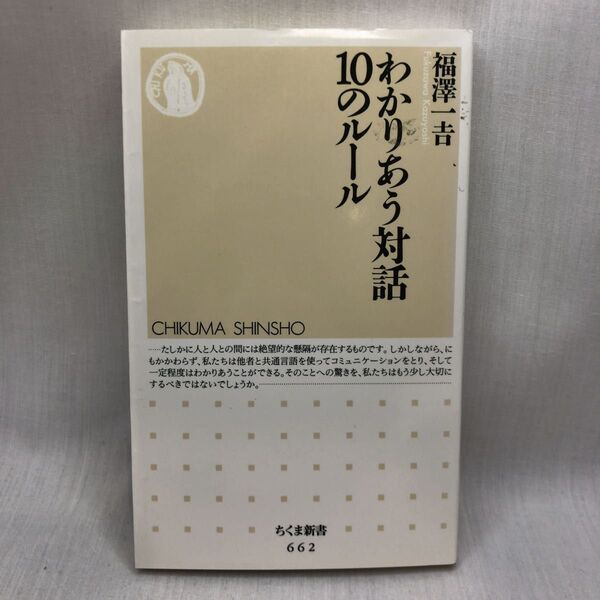 福澤一吉
Fukuzawa Kazuyoshi
わかりあう対話
10のルール
CHIKUMA SHINSHO
……たしかに人と人との間には絶望的な懸隔が存在するものです。しかしながら、に
もかかわらず、私たちは他者と共通言語を使ってコミュニケーションをとり、そして
一定程度はわかりあうことができる。そのことへの驚きを、私たちはもう少し大切に
するべきではないでしょうか。
ちくま新書
662